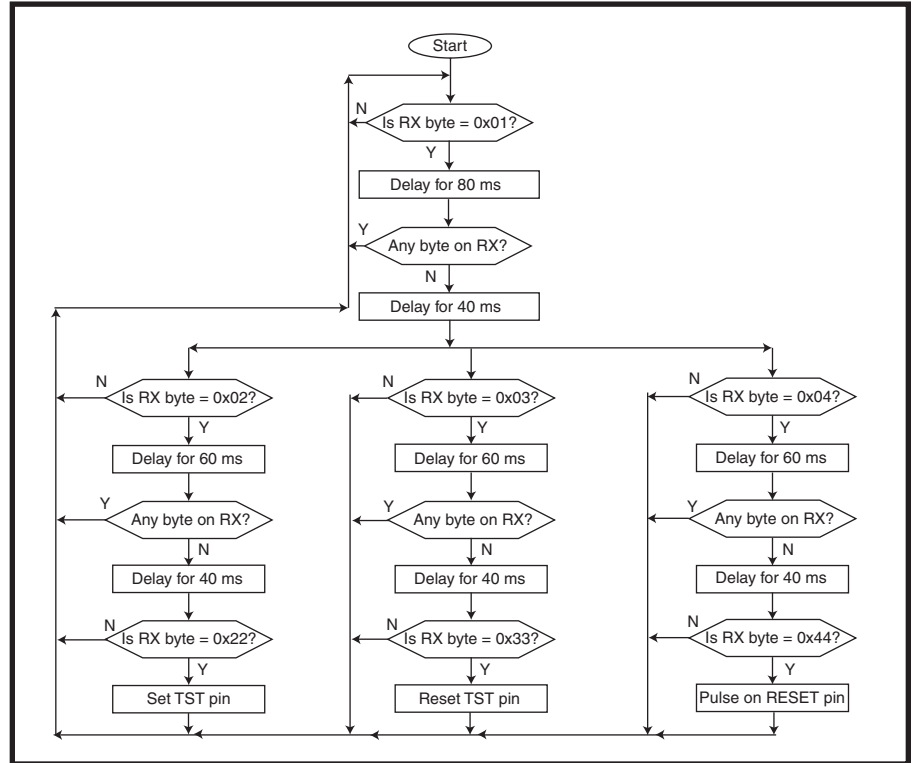 Start
N
Is RX byte = 0x01?
Y
Delay for 80 ms
Y
Any byte on RX?
N
Delay for 40 ms
N
Is RX byte = 0x02?
Y
Delay for 60 ms
Y
Any byte on RX?
N
Delay for 40 ms
N
Is RX byte = 0x22?
Y
Set TST pin
N
Is RX byte = 0x03?
Y
Delay for 60 ms
Y
Any byte on RX?
N
Delay for 40 ms
N
Is RX byte = 0x33?
Y
Reset TST pin
N
Is RX byte = 0x04?
Y
Delay for 60 ms
Y
Any byte on RX?
N
Delay for 40 ms
N
Is RX byte = 0x44?
Y
Pulse on RESET pin